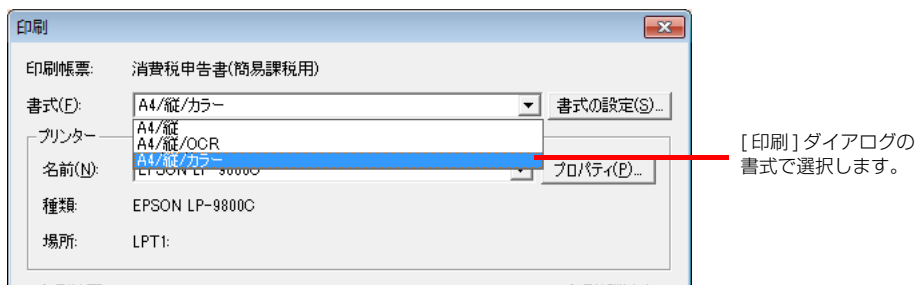 印刷
印刷帳票: 消費税申告書(簡易課税用)
書式(F): A4/縦/カラー 書式の設定(S)...
A4/縦
A4/縦/OCR
A4/縦/カラー
プリンター
名前(N): プロパティ(P)...
種類: EPSON LP-9800C
場所: LPT1:
[印刷]ダイアログの
書式で選択します。